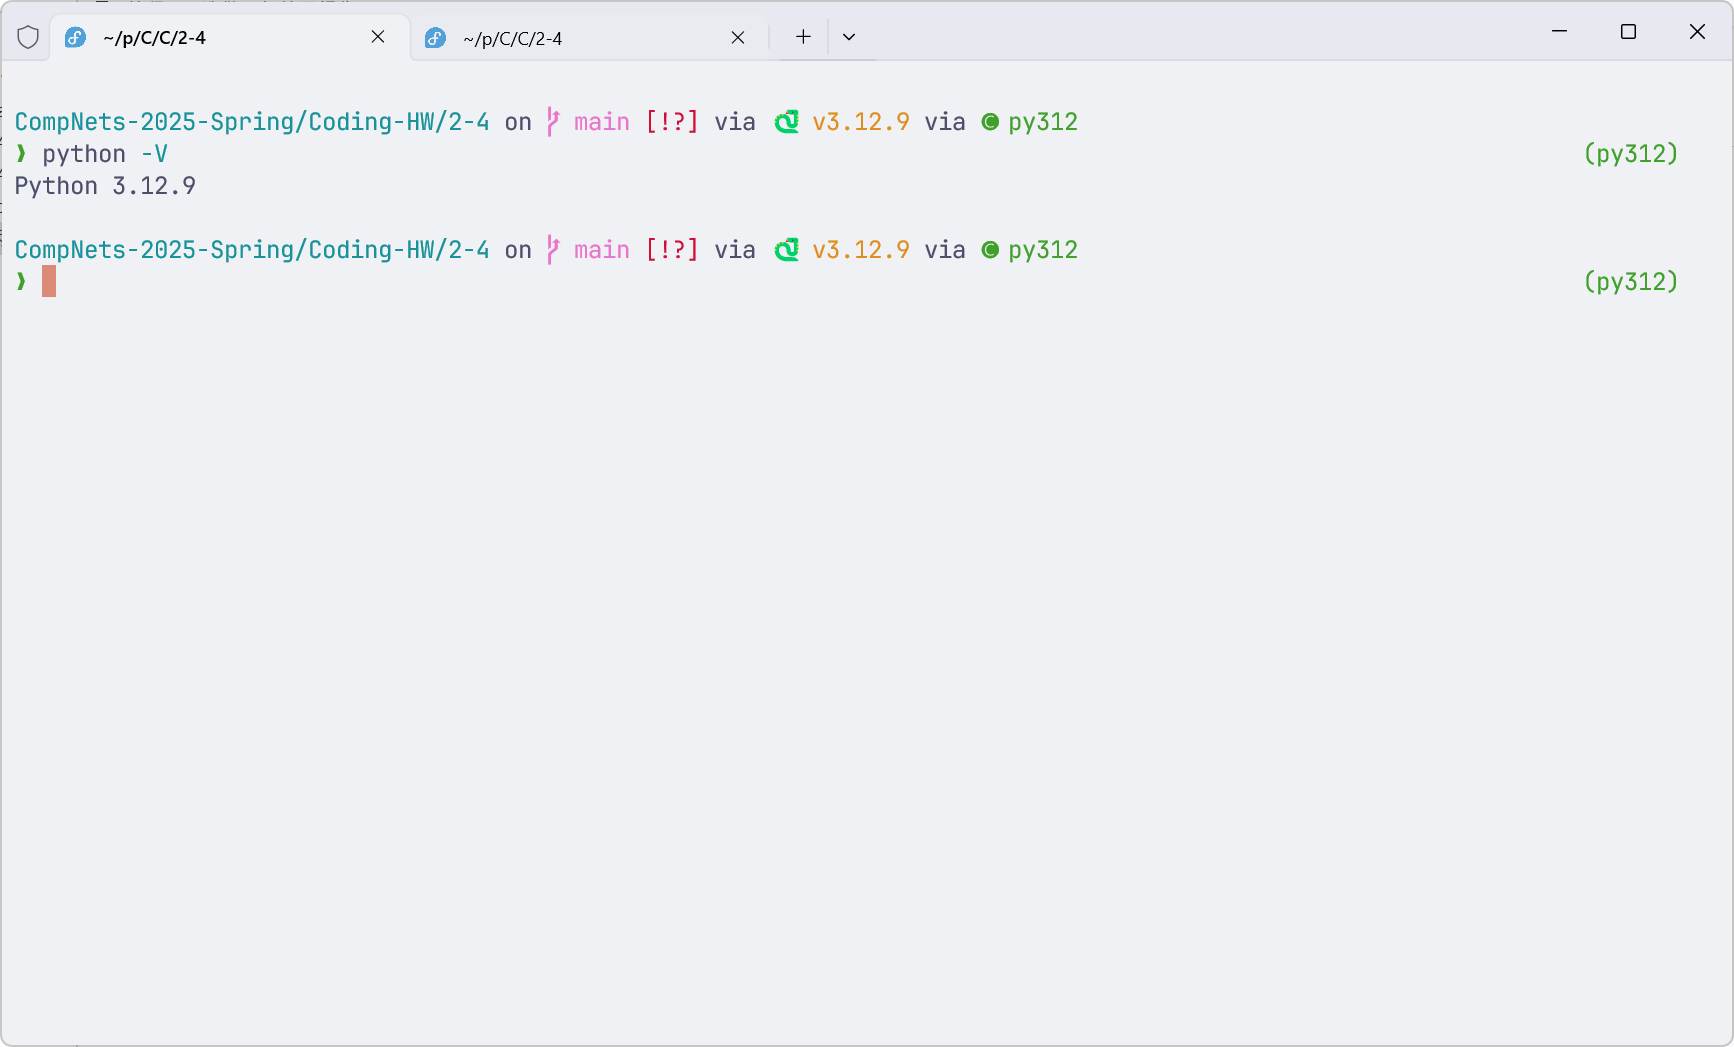 ~/p/C/C/2-4
~/p/C/C/2-4
CompNets-2025-Spring/Coding-HW/2-4 on main [!?] via v3.12.9 via py312
❱ python -V (py312)
Python 3.12.9
CompNets-2025-Spring/Coding-HW/2-4 on main [!?] via v3.12.9 via py312
❱ (py312)